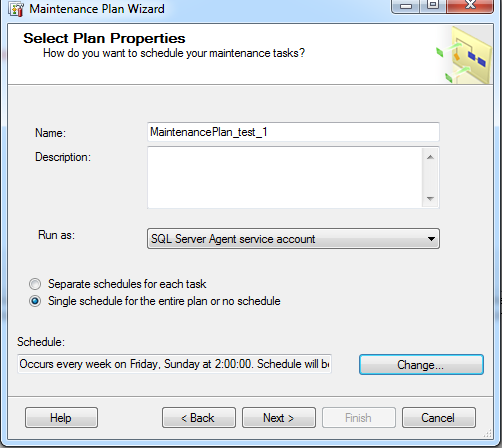 Maintenance Plan Wizard
Select Plan Properties
How do you want to schedule your maintenance tasks?
Name:
MaintenancePlan_test_1
Description:
Run as:
SQL Server Agent service account
Separate schedules for each task
Single schedule for the entire plan or no schedule
Schedule:
Occurs every week on Friday, Sunday at 2:00:00. Schedule will
Change...
Help
< Back
Next >
Finish
Cancel